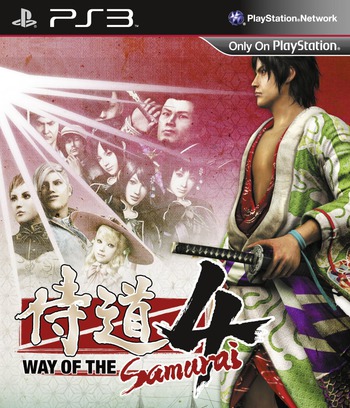 PS3
PlayStation®Network
Only On PlayStation®
侍道4
WAY OF THE Samurai